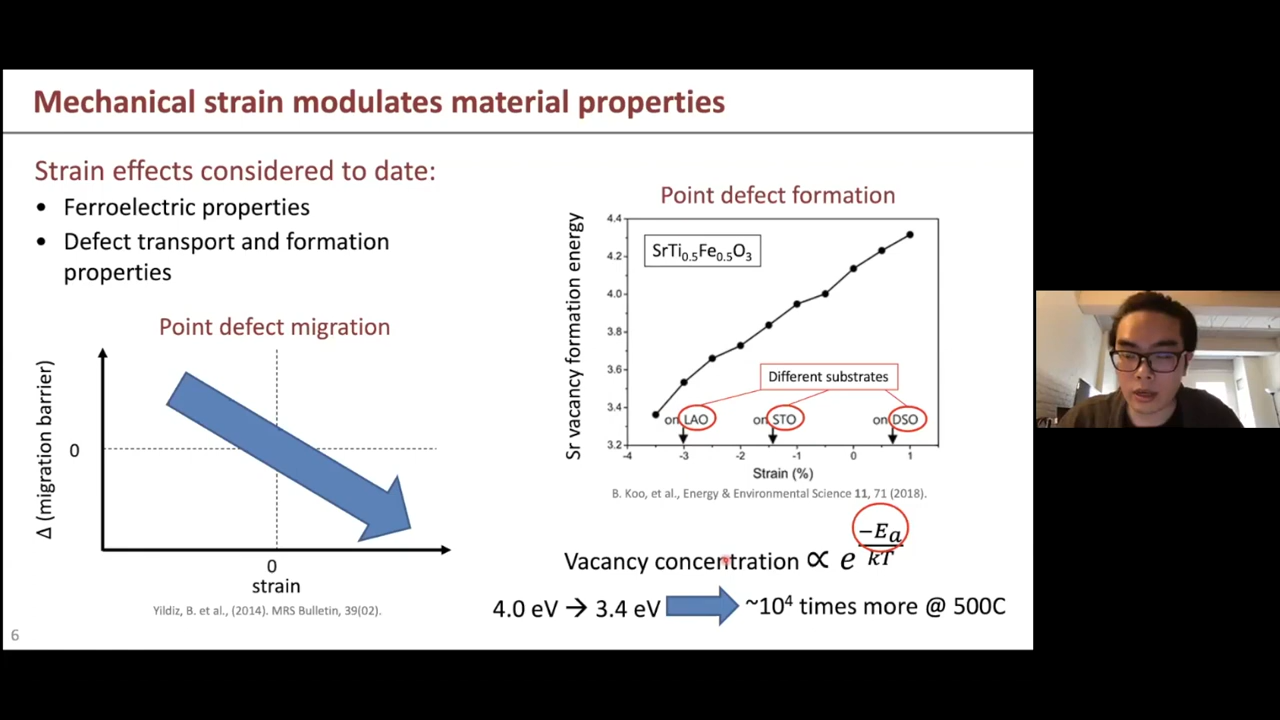 Mechanical strain modulates material properties
Strain effects considered to date:
• Ferroelectric properties
• Defect transport and formation
properties
Point defect migration
Δ (migration barrier)
0
0
strain
Yildiz, B. et al., (2014). MRS Bulletin, 39(02).
6
Point defect formation
Sr vacancy formation energy
4.4
4.2
4.0
3.8
3.6
3.4
3.2
SrTi0.5Fe0.5O3
Different substrates
on LAO
on STO
on DSO
-4 -3 -2 -1 0 1
Strain (%)
B. Koo, et al., Energy & Environmental Science 11, 71 (2018).
Vacancy concentration ∝ e^(−Ea/kT)
4.0 eV → 3.4 eV ~10⁴ times more @ 500C